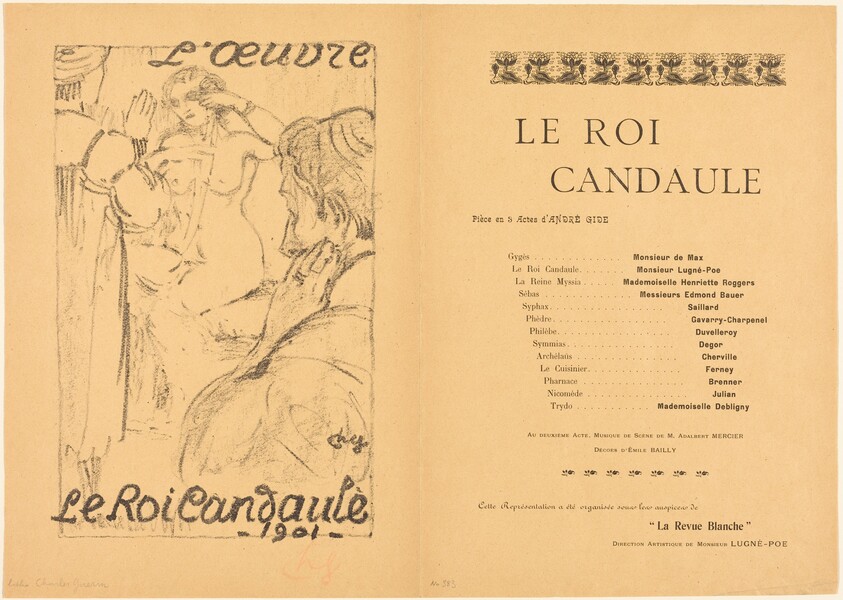 L'Œuvre
Le Roi Candaule
-1901-
LE ROI
CANDAULE
Pièce en 3 Actes d'ANDRÉ GIDE
Gygès . . . . . . . . . . . . Monsieur de Max
Le Roi Candaule . . . . . . Monsieur Lugné-Poe
La Reine Myssia . . . . . Mademoiselle Henriette Roggers
Sébas . . . . . . . . . . . . Messieurs Edmond Bauer
Syphax . . . . . . . . . . . . Saillard
Phèdre . . . . . . . . . . . . Gavarry-Charpenel
Philèbe . . . . . . . . . . . . Duvelleroy
Symmias . . . . . . . . . . . . Degor
Archélaüs . . . . . . . . . . . . Cherville
Le Cuisinier . . . . . . . . . . . . Ferney
Pharnace . . . . . . . . . . . . Brenner
Nicomède . . . . . . . . . . . . Julian
Trydo . . . . . . . . . . . . Mademoiselle Debligny
Au deuxième Acte, Musique de Scène de M. Adalbert MERCIER
Décors d'Émile BAILLY
Cette Représentation a été organisée sous les auspices de
“ La Revue Blanche ”
Direction Artistique de Monsieur LUGNÉ-POE
Charles Guerin